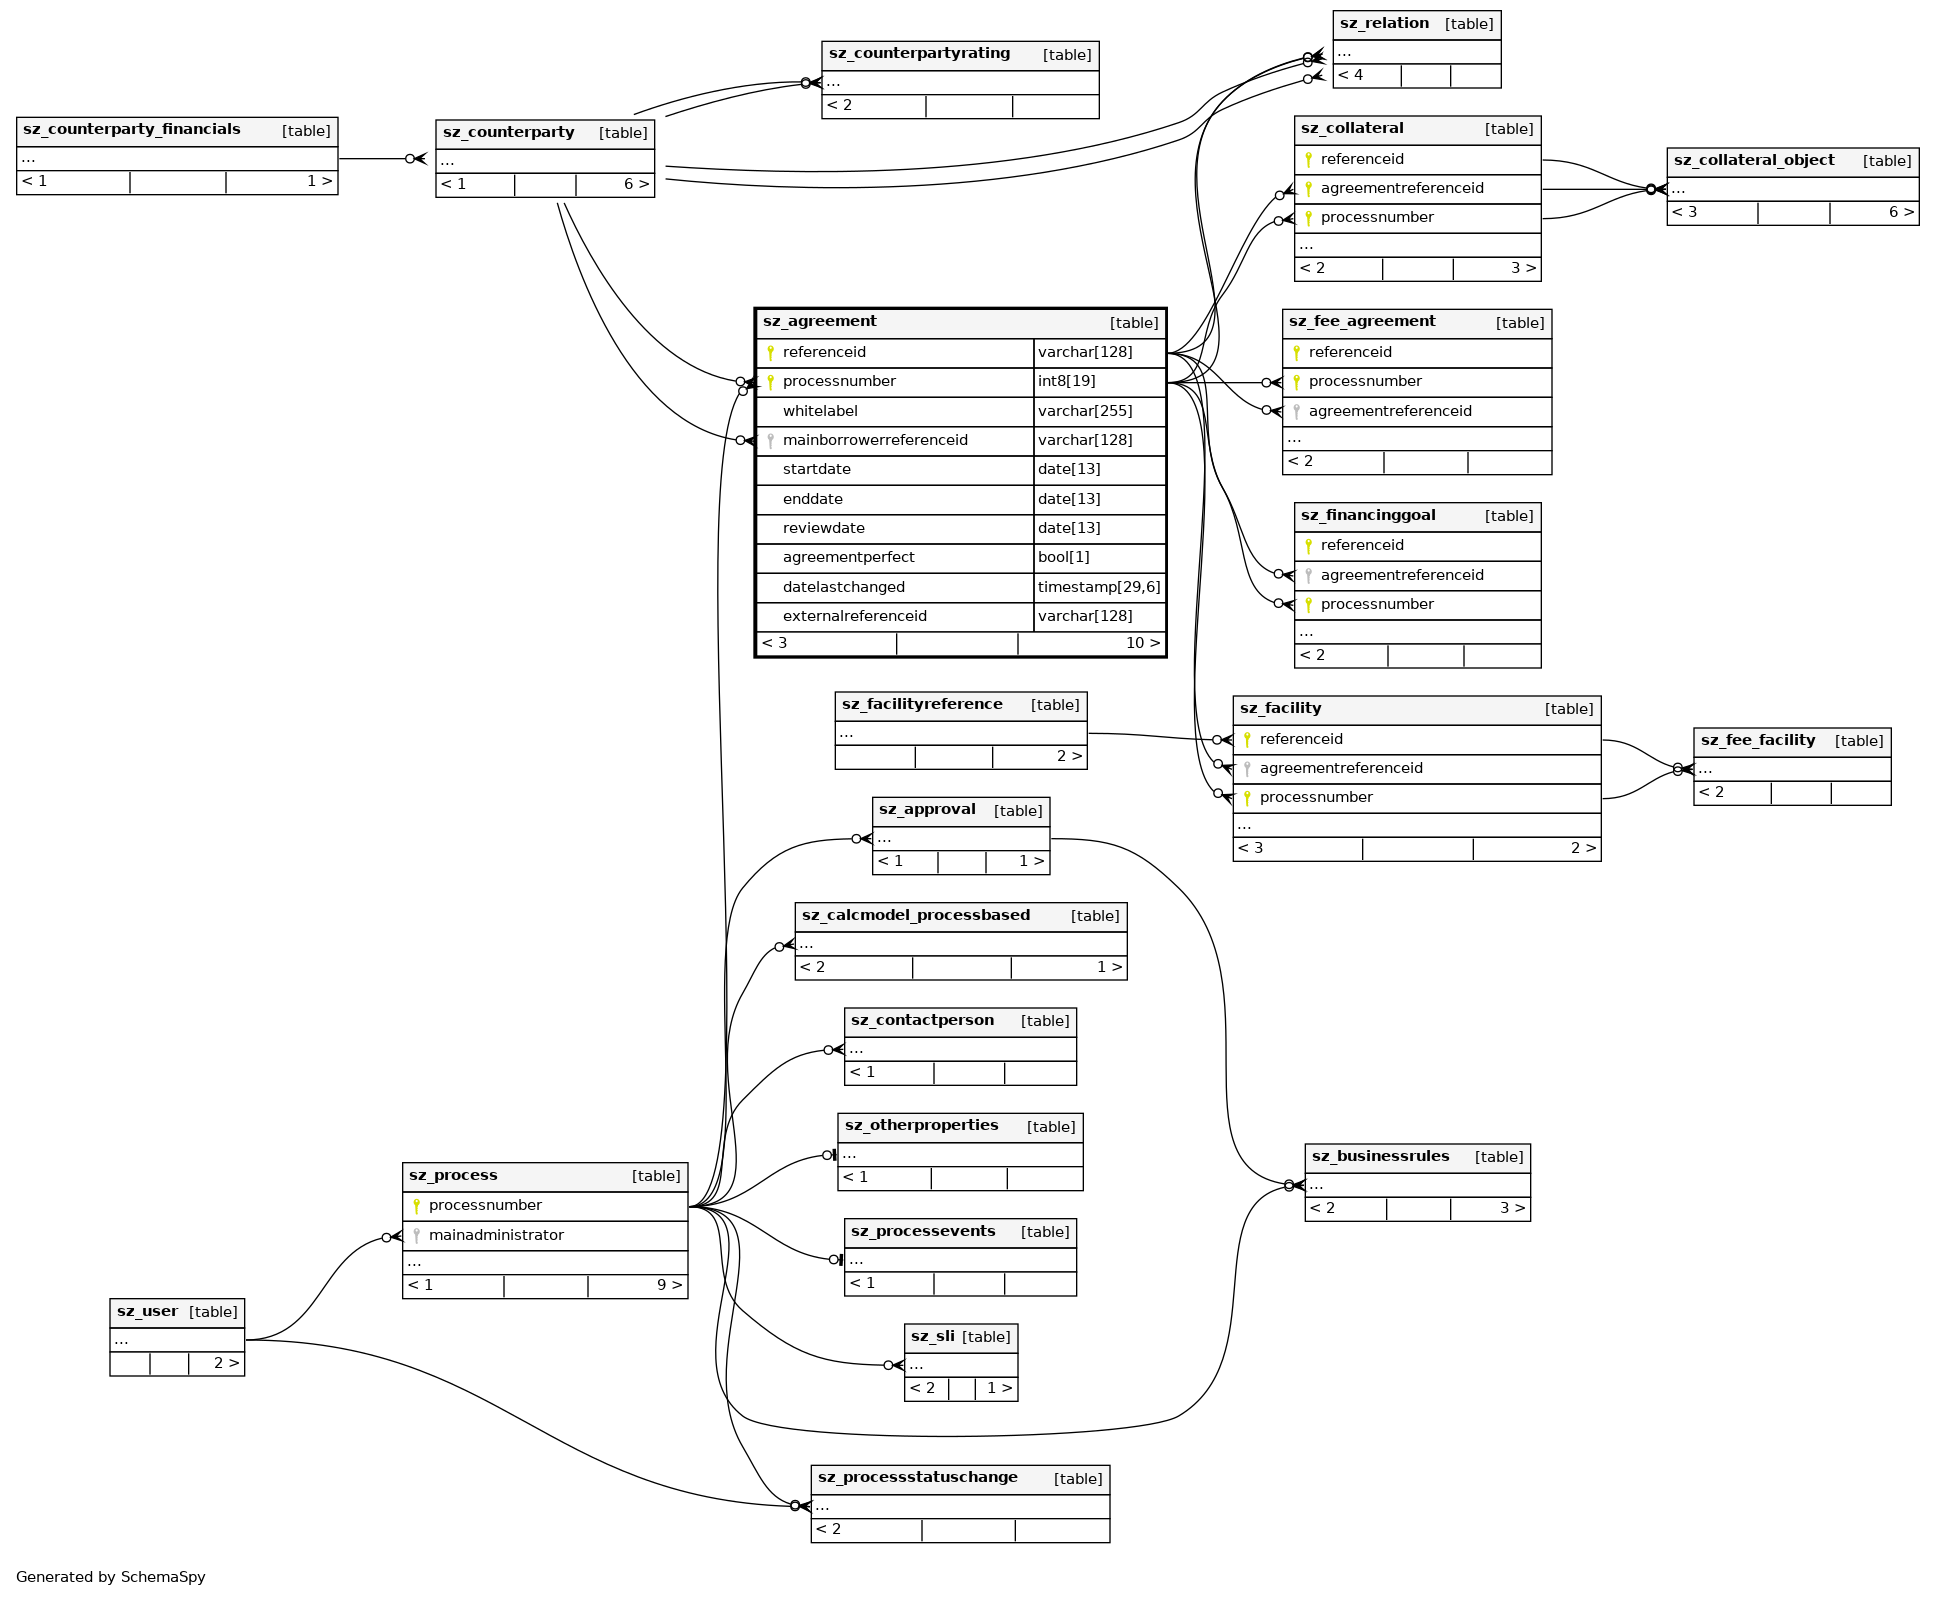 sz_relation [table]
...
< 4
sz_counterpartyrating [table]
...
< 2
sz_counterparty_financials [table]
...
< 1 1 >
sz_counterparty [table]
...
< 1 6 >
sz_collateral [table]
referenceid
agreementreferenceid
processnumber
...
< 2 3 >
sz_collateral_object [table]
...
< 3 6 >
sz_agreement [table]
referenceid varchar[128]
processnumber int8[19]
whitelabel varchar[255]
mainborrowerreferenceid varchar[128]
startdate date[13]
enddate date[13]
reviewdate date[13]
agreementperfect bool[1]
datelastchanged timestamp[29,6]
externalreferenceid varchar[128]
< 3 10 >
sz_fee_agreement [table]
referenceid
processnumber
agreementreferenceid
...
< 2
sz_financinggoal [table]
referenceid
agreementreferenceid
processnumber
...
< 2
sz_facilityreference [table]
...
2 >
sz_facility [table]
referenceid
agreementreferenceid
processnumber
...
< 3 2 >
sz_fee_facility [table]
...
< 2
sz_approval [table]
...
< 1 1 >
sz_calcmodel_processbased [table]
...
< 2 1 >
sz_contactperson [table]
...
< 1
sz_otherproperties [table]
...
< 1
sz_businessrules [table]
...
< 2 3 >
sz_process [table]
processnumber
mainadministrator
...
< 1 9 >
sz_processevents [table]
...
< 1
sz_user [table]
...
2 >
sz_sli [table]
...
< 2 1 >
sz_processstatuschange [table]
...
< 2
Generated by SchemaSpy